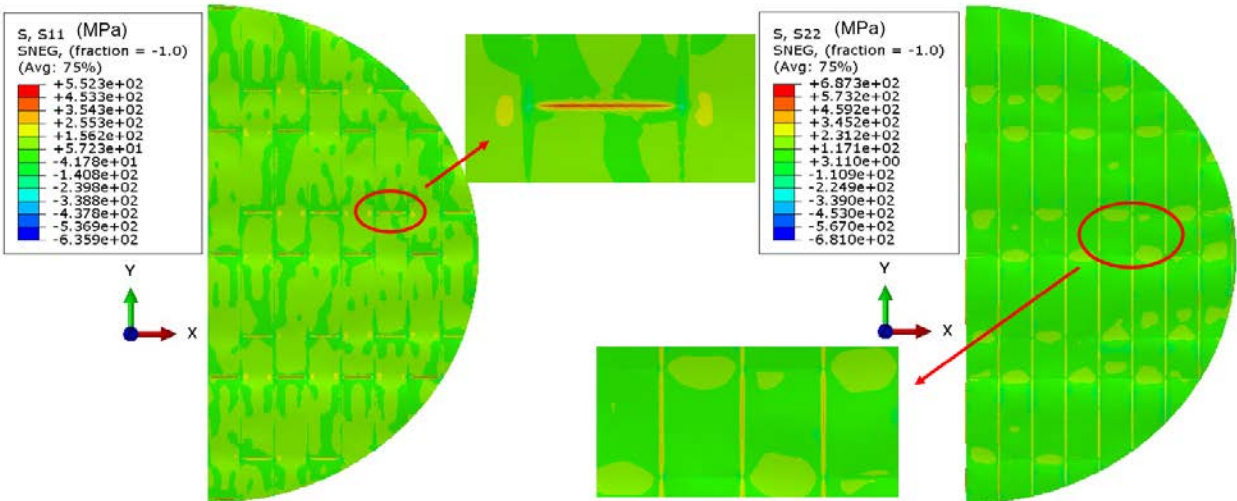 S, S11 (MPa)
SNEG, (fraction = -1.0)
(Avg: 75%)
+5.523e+02
+4.533e+02
+3.543e+02
+2.553e+02
+1.562e+02
+5.723e+01
-4.178e+01
-1.408e+02
-2.398e+02
-3.388e+02
-4.378e+02
-5.369e+02
-6.359e+02
Y
X
S, S22 (MPa)
SNEG, (fraction = -1.0)
(Avg: 75%)
+6.873e+02
+5.732e+02
+4.592e+02
+3.452e+02
+2.312e+02
+1.171e+02
+3.110e+00
-1.109e+02
-2.249e+02
-3.390e+02
-4.530e+02
-5.670e+02
-6.810e+02
Y
X